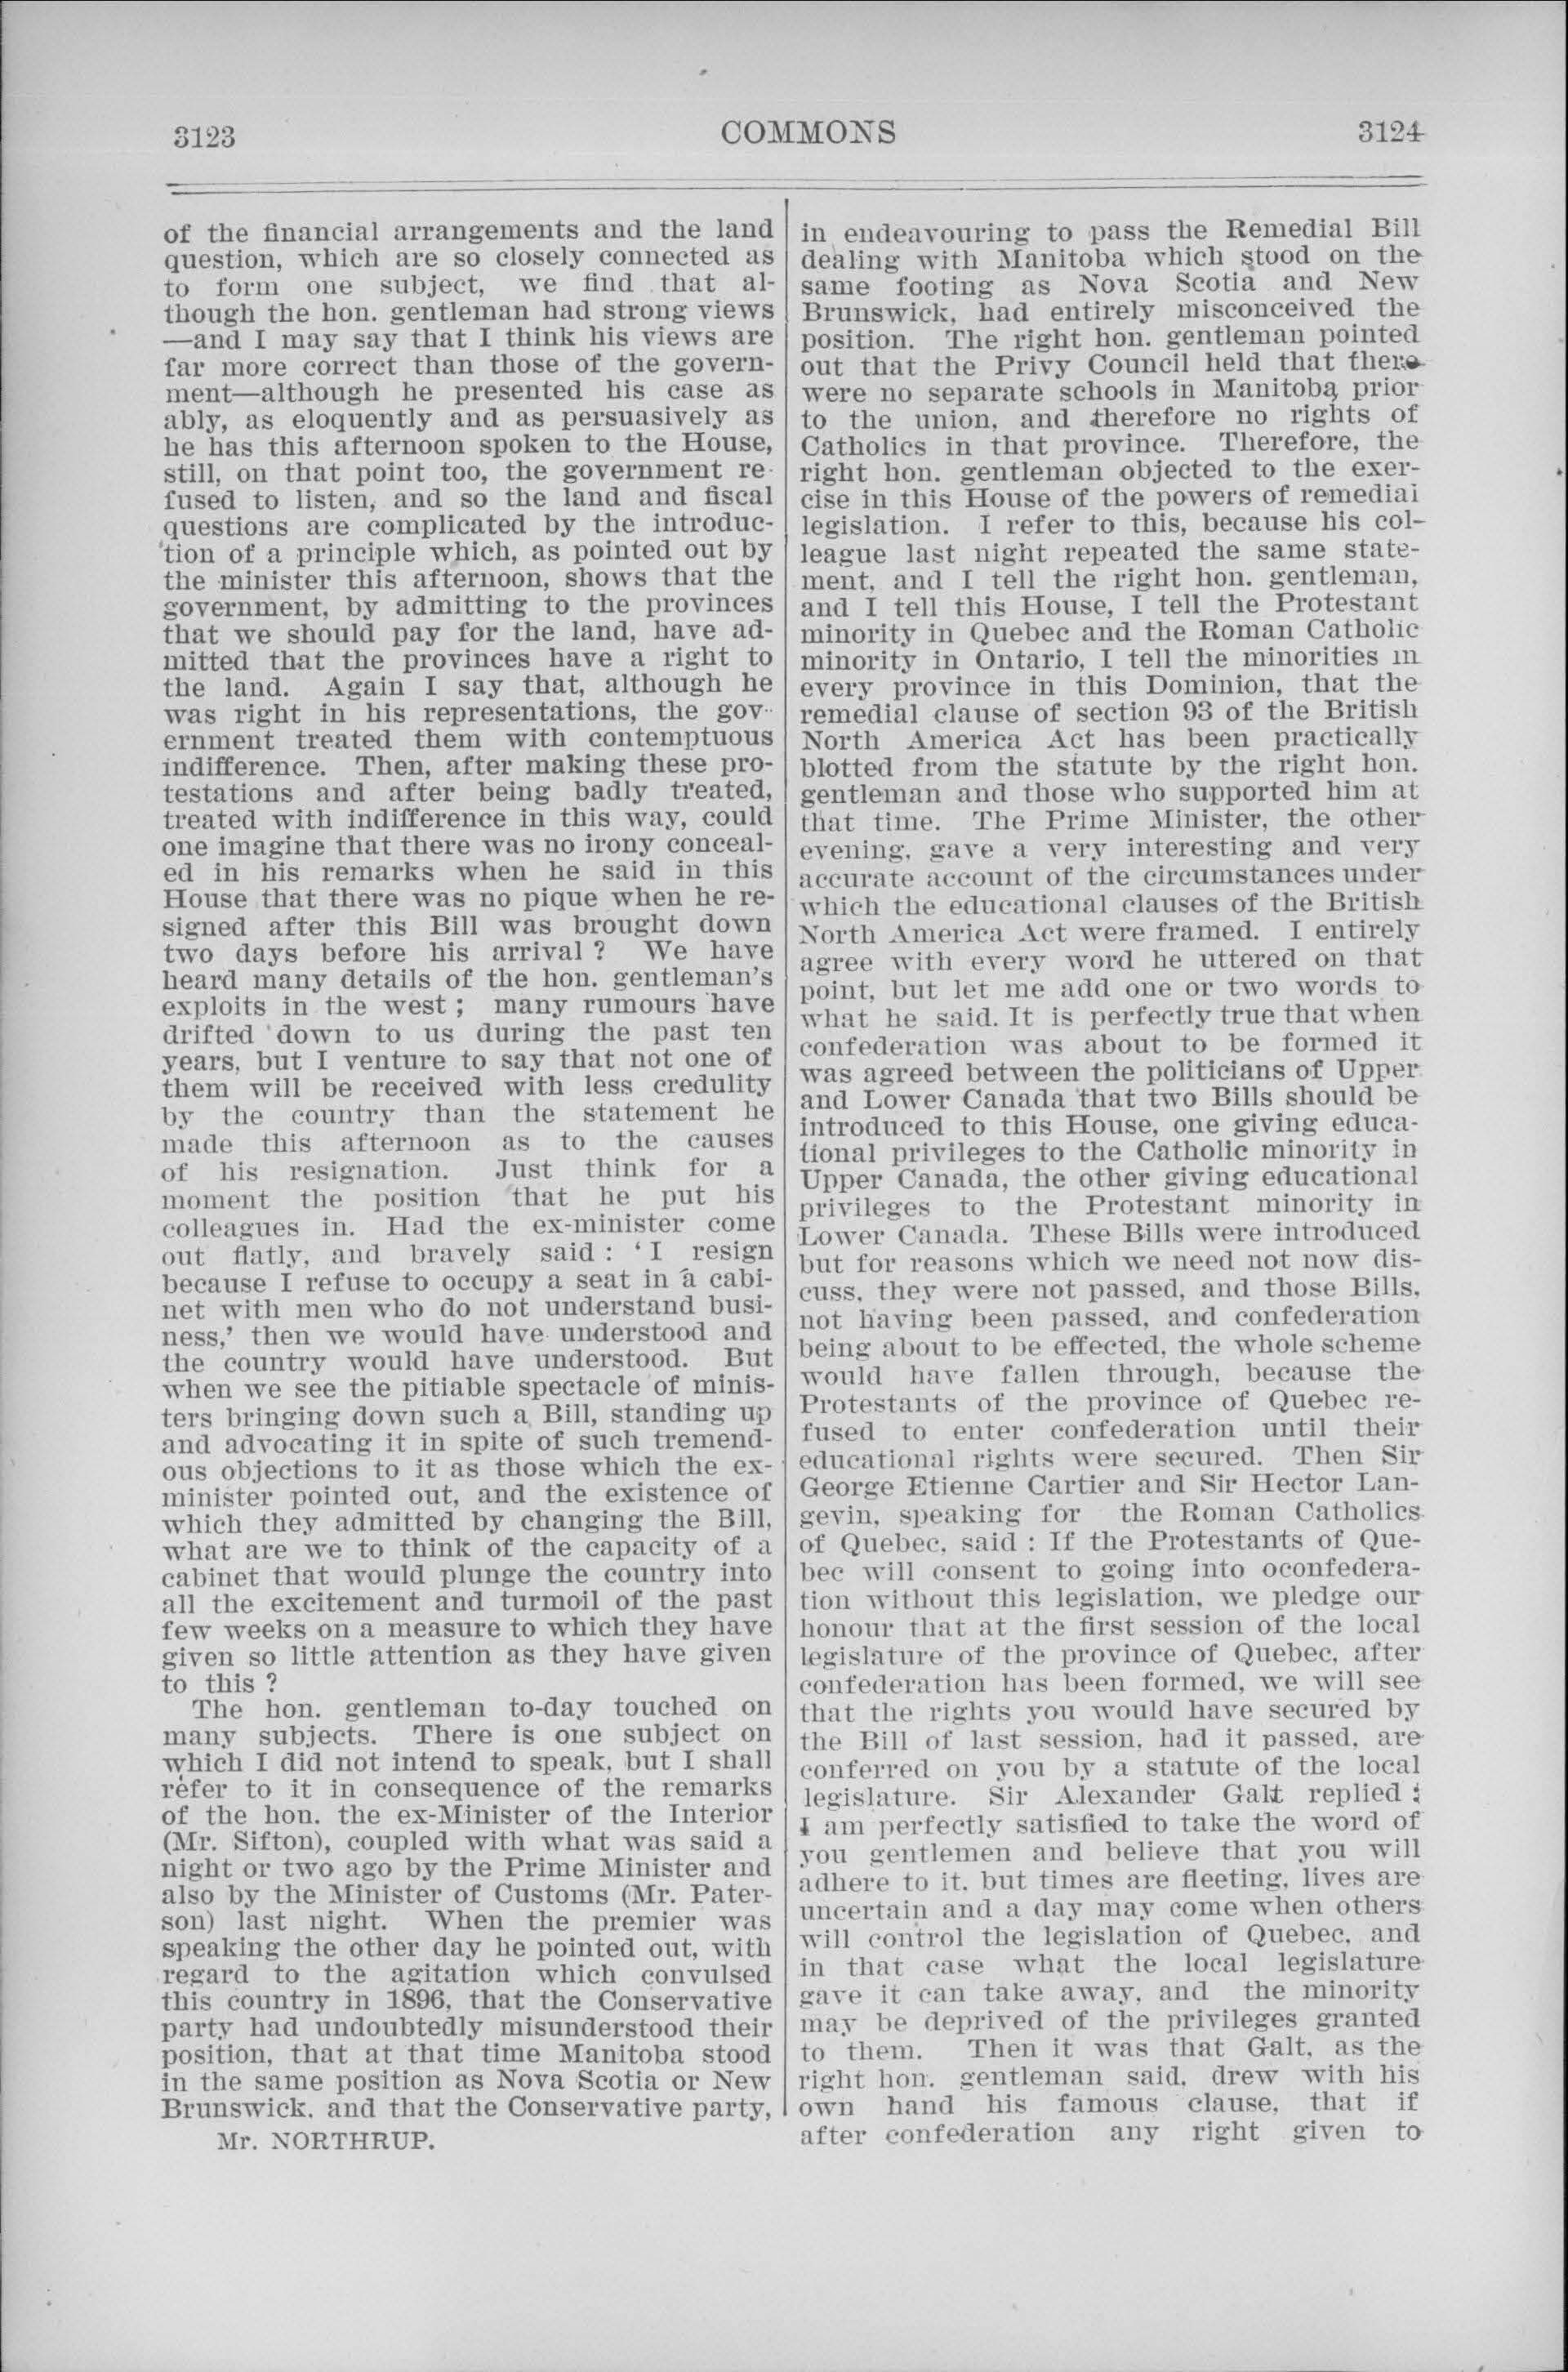 3123
COMMONS
3124
of the financial arrangements and the land
question, which are so closely connected as
to form one subject, we find that al-
though the hon. gentleman had strong views
—and I may say that I think his views are
far more correct than those of the govern-
ment—although he presented his case as
ably, as eloquently and as persuasively as
he has this afternoon spoken to the House,
still, on that point too, the government re-
fused to listen, and so the land and fiscal
questions are complicated by the introduc-
tion of a principle which, as pointed out by
the minister this afternoon, shows that the
government, by admitting to the provinces
that we should pay for the land, have ad-
mitted that the provinces have a right to
the land. Again I say that, although he
was right in his representations, the gov-
ernment treated them with contemptuous
indifference. Then, after making these pro-
testations and after being badly treated,
treated with indifference in this way, could
one imagine that there was no irony conceal-
ed in his remarks when he said in this
House that there was no pique when he re-
signed after this Bill was brought down
two days before his arrival ? We have
heard many details of the hon. gentleman's
exploits in the west ; many rumours have
drifted down to us during the past ten
years, but I venture to say that not one of
them will be received with less credulity
by the country than the statement he
made this afternoon as to the causes
of his resignation. Just think for a
moment the position that he put his
colleagues in. Had the ex-minister come
out flatly, and bravely said : ' I resign
because I refuse to occupy a seat in a cabi-
net with men who do not understand busi-
ness,' then we would have understood and
the country would have understood. But
when we see the pitiable spectacle of minis-
ters bringing down such a Bill, standing up
and advocating it in spite of such tremend-
ous objections to it as those which the ex-
minister pointed out, and the existence of
which they admitted by changing the Bill,
what are we to think of the capacity of a
cabinet that would plunge the country into
all the excitement and turmoil of the past
few weeks on a measure to which they have
given so little attention as they have given
to this ?
The hon. gentleman to-day touched on
many subjects. There is one subject on
which I did not intend to speak, but I shall
refer to it in consequence of the remarks
of the hon. the ex-Minister of the Interior
(Mr. Sifton), coupled with what was said a
night or two ago by the Prime Minister and
also by the Minister of Customs (Mr. Pater-
son) last night. When the premier was
speaking the other day he pointed out, with
regard to the agitation which convulsed
this country in 1896, that the Conservative
party had undoubtedly misunderstood their
position, that at that time Manitoba stood
in the same position as Nova Scotia or New
Brunswick, and that the Conservative party,
Mr. NORTHRUP.
in endeavouring to pass the Remedial Bill
dealing with Manitoba which stood on the
same footing as Nova Scotia and New
Brunswick, had entirely misconceived the
position. The right hon. gentleman pointed
out that the Privy Council held that there
were no separate schools in Manitoba prior
to the union, and therefore no rights of
Catholics in that province. Therefore, the
right hon. gentleman objected to the exer-
cise in this House of the powers of remedial
legislation. I refer to this, because his col-
league last night repeated the same state-
ment, and I tell the right hon. gentleman,
and I tell this House, I tell the Protestant
minority in Quebec and the Roman Catholic
minority in Ontario, I tell the minorities in
every province in this Dominion, that the
remedial clause of section 93 of the British
North America Act has been practically
blotted from the statute by the right hon.
gentleman and those who supported him at
that time. The Prime Minister, the other
evening, gave a very interesting and very
accurate account of the circumstances under
which the educational clauses of the British
North America Act were framed. I entirely
agree with every word he uttered on that
point, but let me add one or two words to
what he said. It is perfectly true that when
confederation was about to be formed it
was agreed between the politicians of Upper
and Lower Canada that two Bills should be
introduced to this House, one giving educa-
tional privileges to the Catholic minority in
Upper Canada, the other giving educational
privileges to the Protestant minority in
Lower Canada. These Bills were introduced
but for reasons which we need not now dis-
cuss, they were not passed, and those Bills,
not having been passed, and confederation
being about to be effected, the whole scheme
would have fallen through, because the
Protestants of the province of Quebec re-
fused to enter confederation until their
educational rights were secured. Then Sir
George Etienne Cartier and Sir Hector Lan-
gevin, speaking for the Roman Catholics
of Quebec, said : If the Protestants of Que-
bec will consent to going into oconfedera-
tion without this legislation, we pledge our
honour that at the first session of the local
legislature of the province of Quebec, after
confederation has been formed, we will see
that the rights you would have secured by
the Bill of last session, had it passed, are
conferred on you by a statute of the local
legislature. Sir Alexander Galt replied :
I am perfectly satisfied to take the word of
you gentlemen and believe that you will
adhere to it, but times are fleeting, lives are
uncertain and a day may come when others
will control the legislation of Quebec, and
in that case what the local legislature
gave it can take away, and the minority
may be deprived of the privileges granted
to them. Then it was that Galt, as the
right hon. gentleman said, drew with his
own hand his famous clause, that if
after confederation any right given to